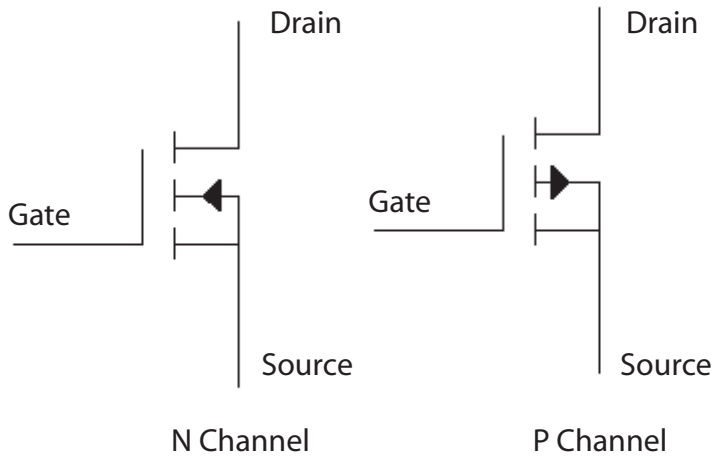 Drain
Drain
Gate
Gate
Source
Source
N Channel
P Channel